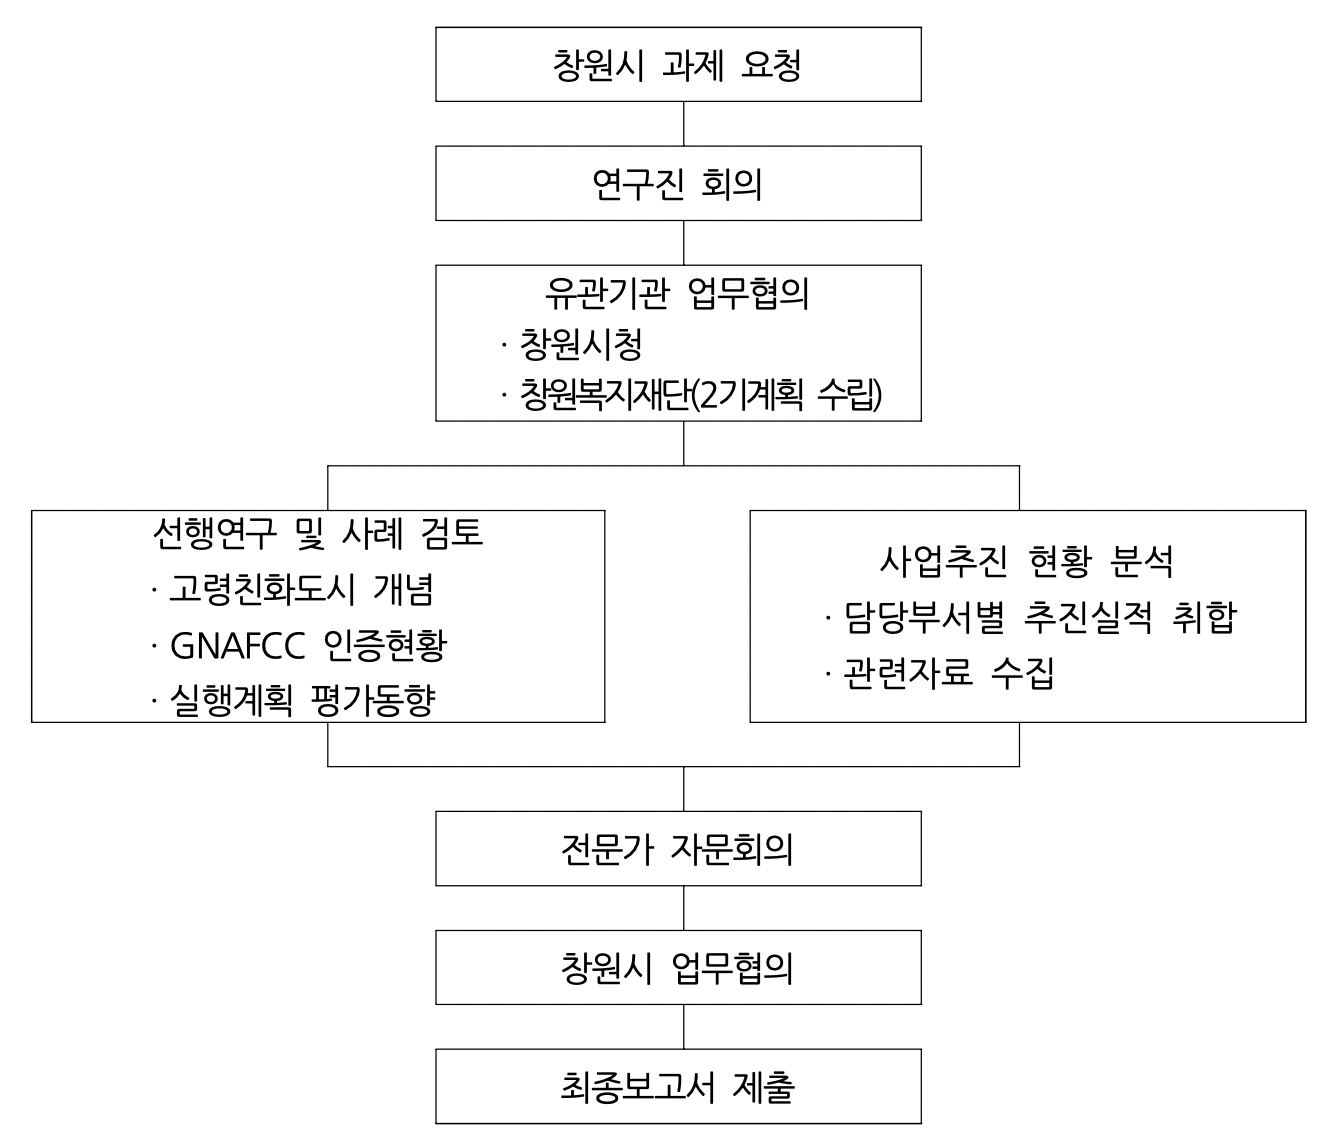 창원시 과제 요청
연구진 회의
유관기관 업무협의
· 창원시청
· 창원복지재단(2기계획 수립)
선행연구 및 사례 검토
· 고령친화도시 개념
· GNAFCC 인증현황
· 실행계획 평가동향
사업추진 현황 분석
· 담당부서별 추진실적 취합
· 관련자료 수집
전문가 자문회의
창원시 업무협의
최종보고서 제출